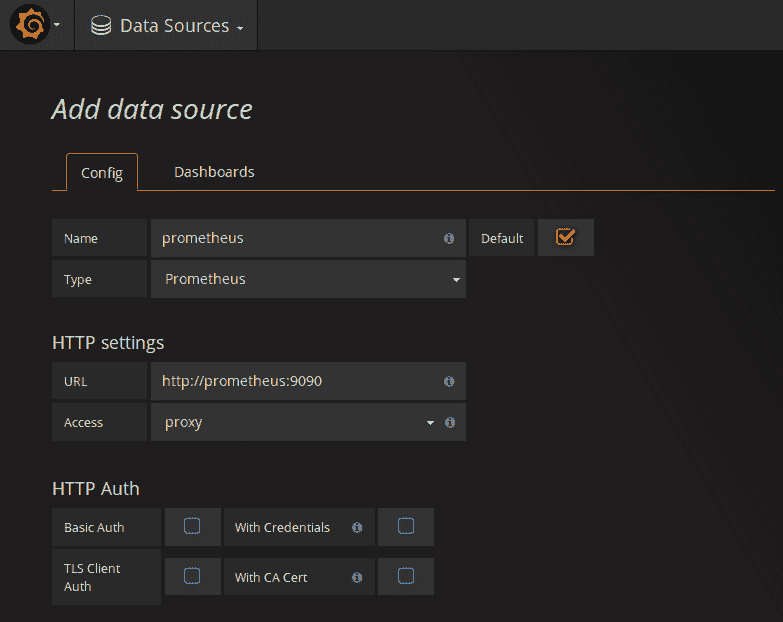 Data Sources
Add data source
Config Dashboards
Name prometheus Default
Type Prometheus
HTTP settings
URL http://prometheus:9090
Access proxy
HTTP Auth
Basic Auth With Credentials
TLS Client
Auth
With CA Cert